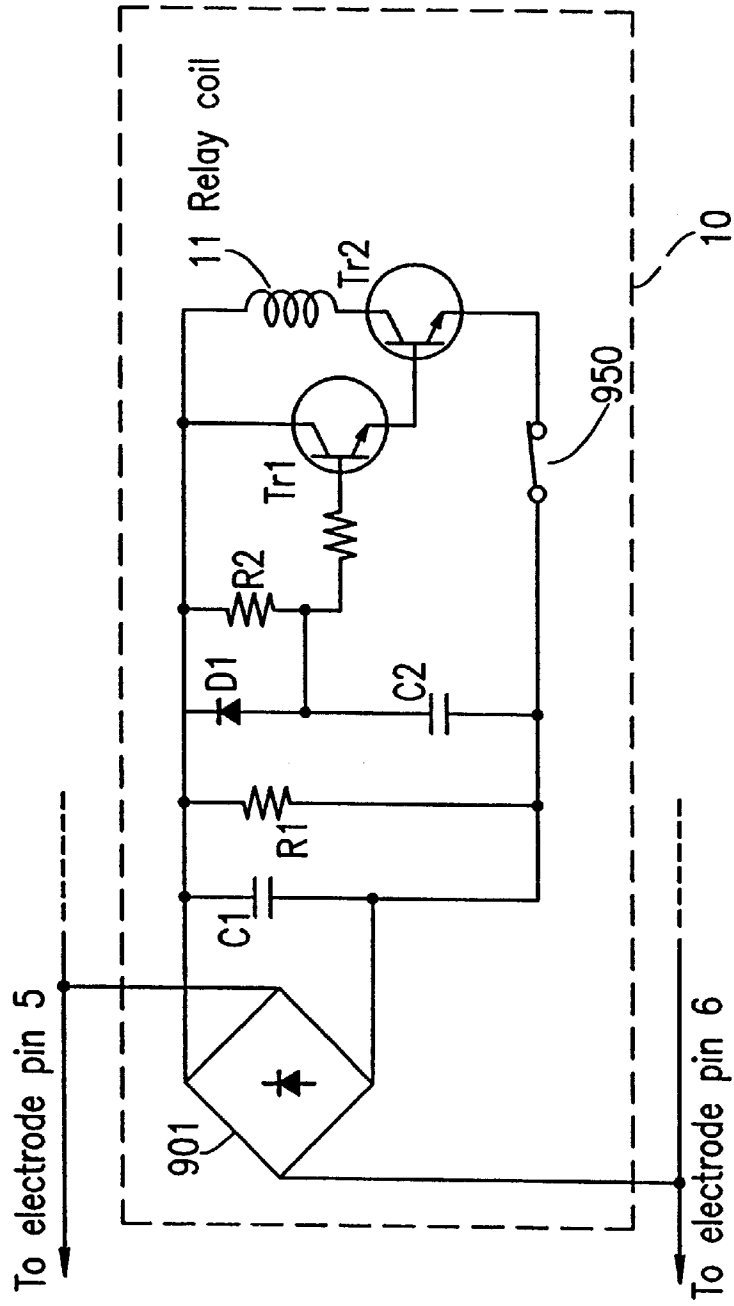 To electrode pin 5
901
C1
R1
D1
R2
C2
Tr1
11 Relay coil
Tr2
950
10
To electrode pin 6